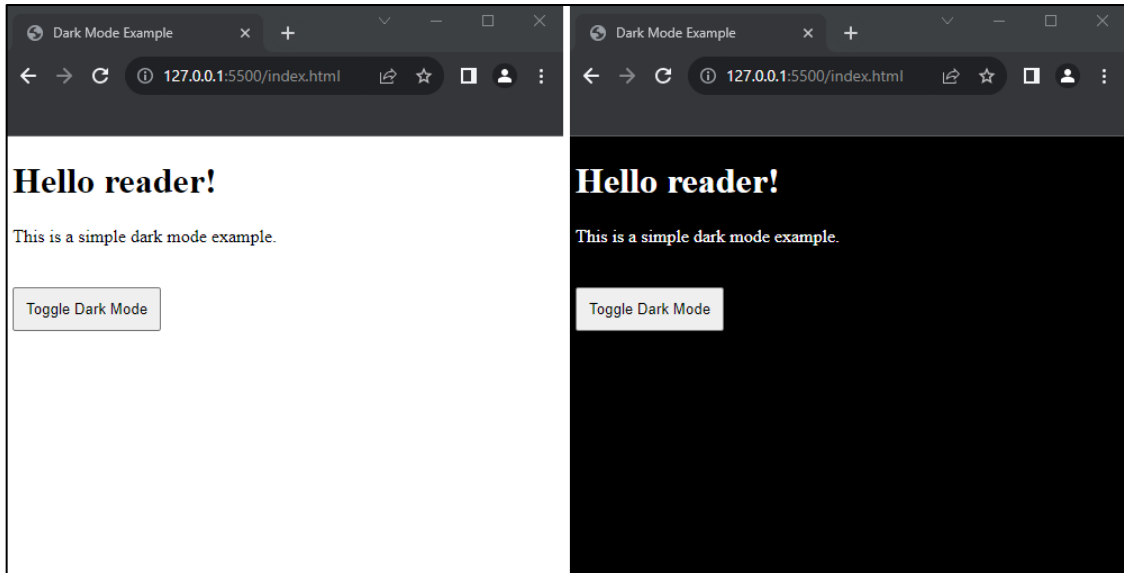 Dark Mode Example
127.0.0.1:5500/index.html
Hello reader!
This is a simple dark mode example.
Toggle Dark Mode
Dark Mode Example
127.0.0.1:5500/index.html
Hello reader!
This is a simple dark mode example.
Toggle Dark Mode